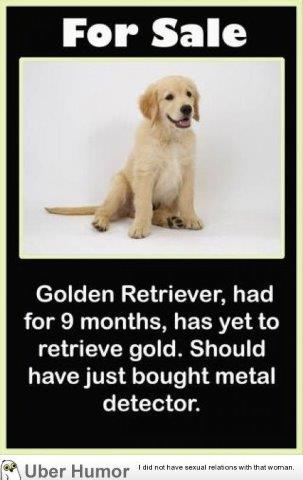 For Sale
Golden Retriever, had
for 9 months, has yet to
retrieve gold. Should
have just bought metal
detector.
Uber Humor I did not have sexual relations with that woman.